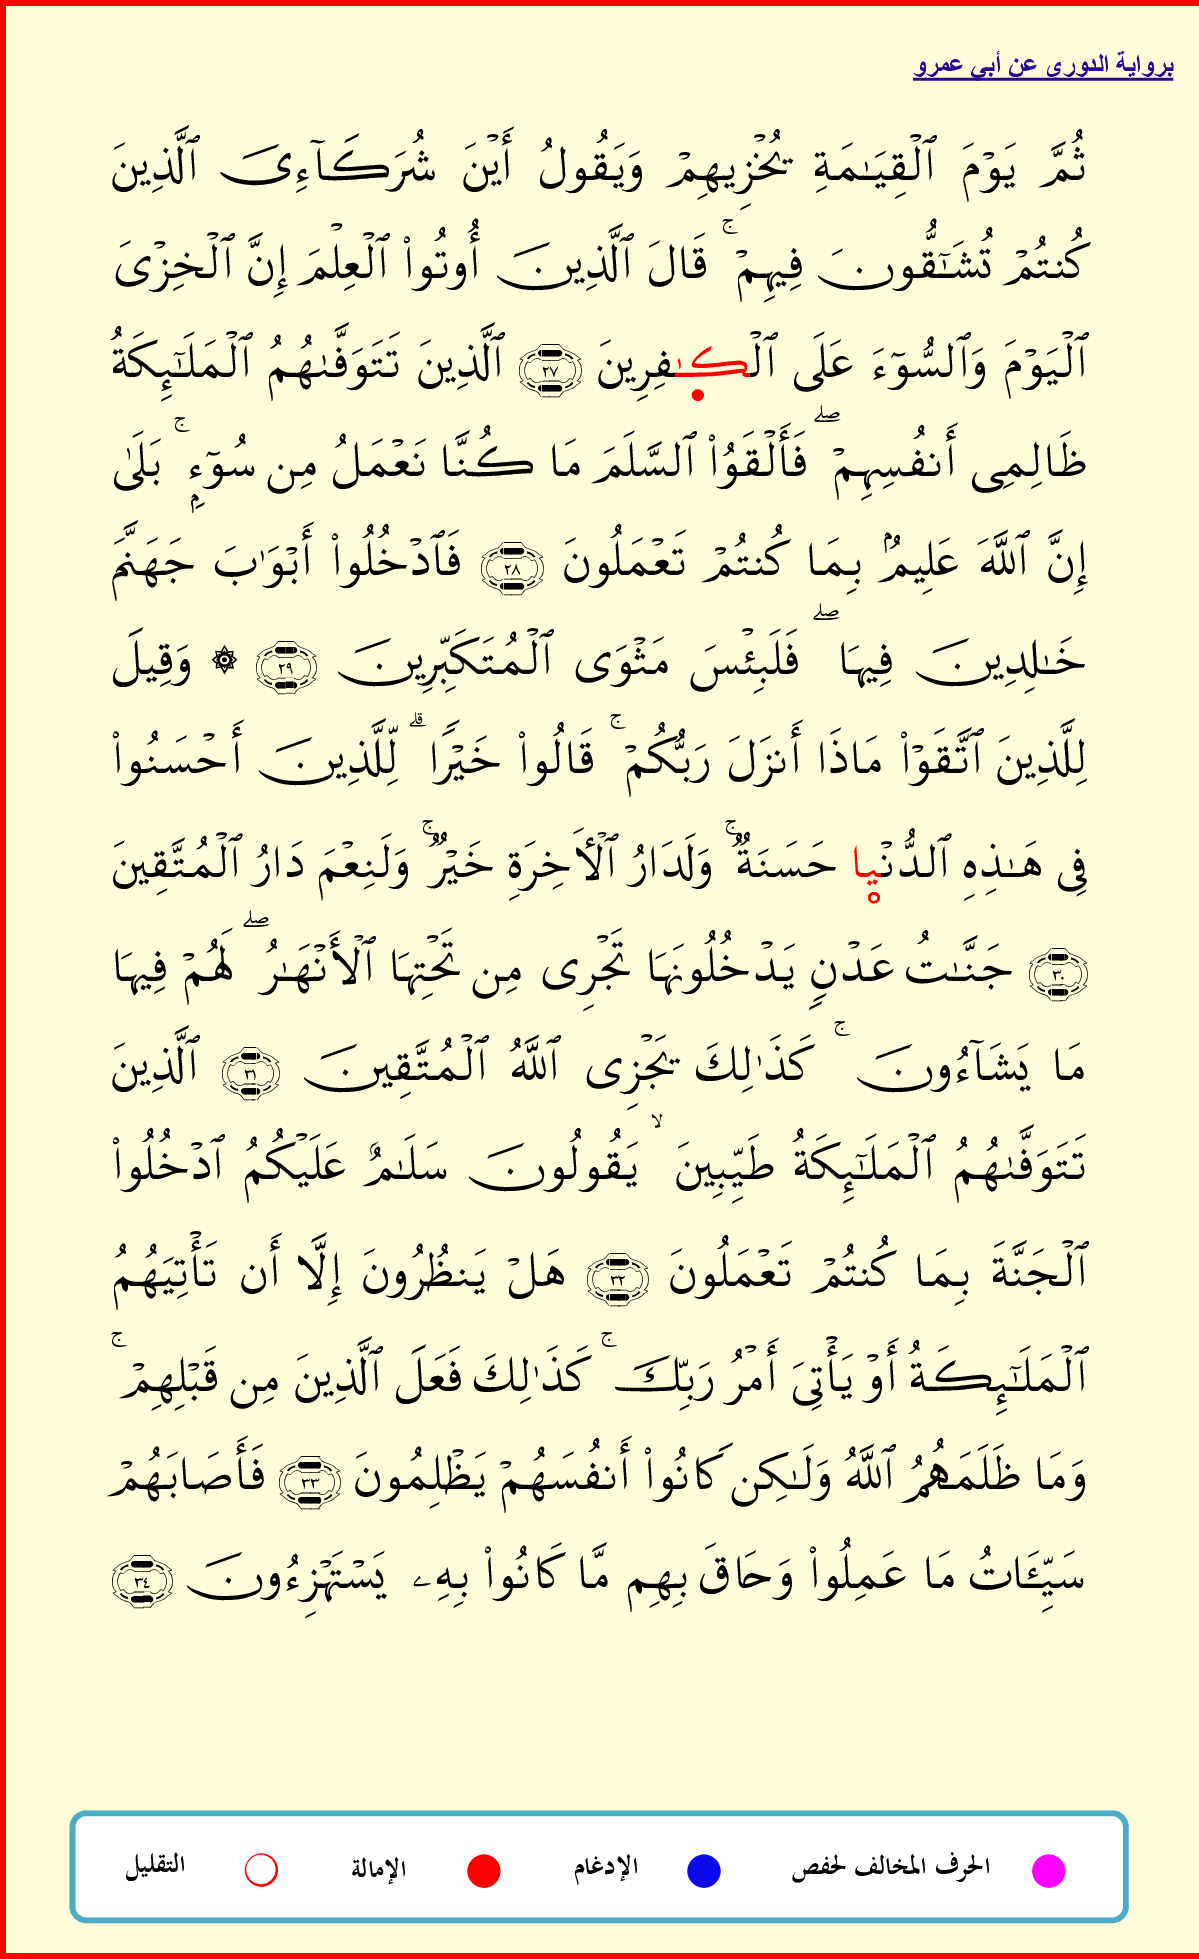 برواية الدورى عن أبى عمرو
ثُمَّ يَوْمَ ٱلْقِيَـٰمَةِ يُخْزِيهِمْ وَيَقُولُ أَيْنَ شُرَكَآءِىَ ٱلَّذِينَ
كُنتُمْ تُشَـٰٓقُّونَ فِيهِمْ ۚ قَالَ ٱلَّذِينَ أُوتُوا۟ ٱلْعِلْمَ إِنَّ ٱلْخِزْىَ
ٱلْيَوْمَ وَٱلسُّوٓءَ عَلَى ٱلْكَـٰفِرِينَ ٢٧ ٱلَّذِينَ تَتَوَفَّىٰهُمُ ٱلْمَلَـٰٓئِكَةُ
ظَالِمِى أَنفُسِهِمْ ۖ فَأَلْقَوُا۟ ٱلسَّلَمَ مَا كُنَّا نَعْمَلُ مِن سُوٓءٍۭ ۚ بَلَىٰ
إِنَّ ٱللَّهَ عَلِيمٌۢ بِمَا كُنتُمْ تَعْمَلُونَ ٢٨ فَٱدْخُلُوا۟ أَبْوَٰبَ جَهَنَّمَ
خَـٰلِدِينَ فِيهَا ۖ فَلَبِئْسَ مَثْوَى ٱلْمُتَكَبِّرِينَ ٢٩ ۞ وَقِيلَ
لِلَّذِينَ ٱتَّقَوْا۟ مَاذَا أَنزَلَ رَبُّكُمْ ۚ قَالُوا۟ خَيْرًا ۗ لِّلَّذِينَ أَحْسَنُوا۟
فِى هَـٰذِهِ ٱلدُّنْيا حَسَنَةٌ ۚ وَلَدَارُ ٱلْأَخِرَةِ خَيْرٌ ۚ وَلَنِعْمَ دَارُ ٱلْمُتَّقِينَ
٣٠ جَنَّـٰتُ عَدْنٍ يَدْخُلُونَهَا تَجْرِى مِن تَحْتِهَا ٱلْأَنْهَـٰرُ ۖ لَهُمْ فِيهَا
مَا يَشَآءُونَ ۚ كَذَٰلِكَ يَجْزِى ٱللَّهُ ٱلْمُتَّقِينَ ٣١ ٱلَّذِينَ
تَتَوَفَّىٰهُمُ ٱلْمَلَـٰٓئِكَةُ طَيِّبِينَ ۙ يَقُولُونَ سَلَـٰمٌ عَلَيْكُمُ ٱدْخُلُوا۟
ٱلْجَنَّةَ بِمَا كُنتُمْ تَعْمَلُونَ ٣٢ هَلْ يَنظُرُونَ إِلَّا أَن تَأْتِيَهُمُ
ٱلْمَلَـٰٓئِكَةُ أَوْ يَأْتِىَ أَمْرُ رَبِّكَ ۚ كَذَٰلِكَ فَعَلَ ٱلَّذِينَ مِن قَبْلِهِمْ ۚ
وَمَا ظَلَمَهُمُ ٱللَّهُ وَلَـٰكِن كَانُوا۟ أَنفُسَهُمْ يَظْلِمُونَ ٣٣ فَأَصَابَهُمْ
سَيِّـَٔاتُ مَا عَمِلُوا۟ وَحَاقَ بِهِم مَّا كَانُوا۟ بِهِۦ يَسْتَهْزِءُونَ ٣٤
الحرف المخالف لحفص الإدغام الإمالة التقليل